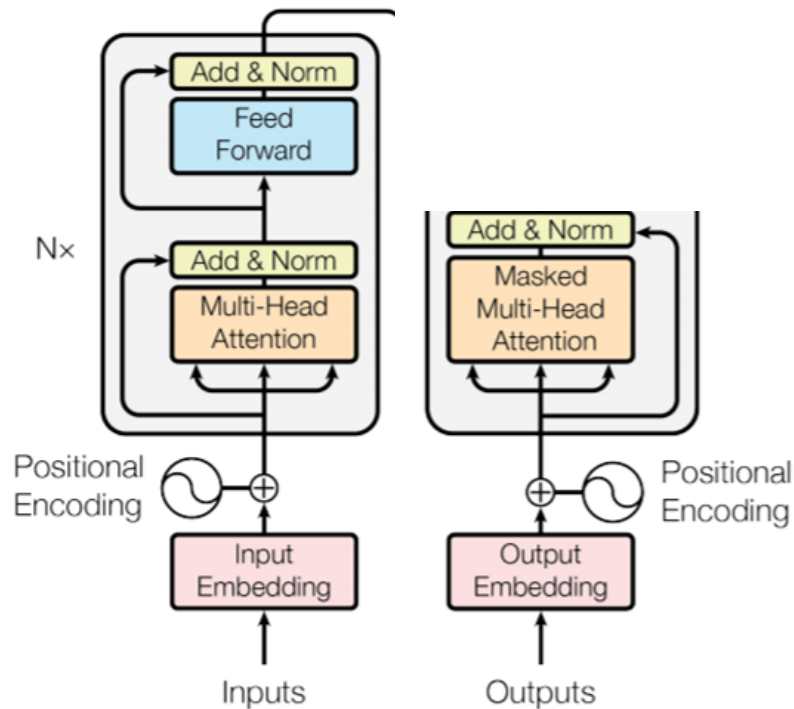 Add & Norm
Feed
Forward
Nx
Add & Norm
Multi-Head
Attention
Positional
Encoding
Input
Embedding
Inputs
Add & Norm
Masked
Multi-Head
Attention
Positional
Encoding
Output
Embedding
Outputs